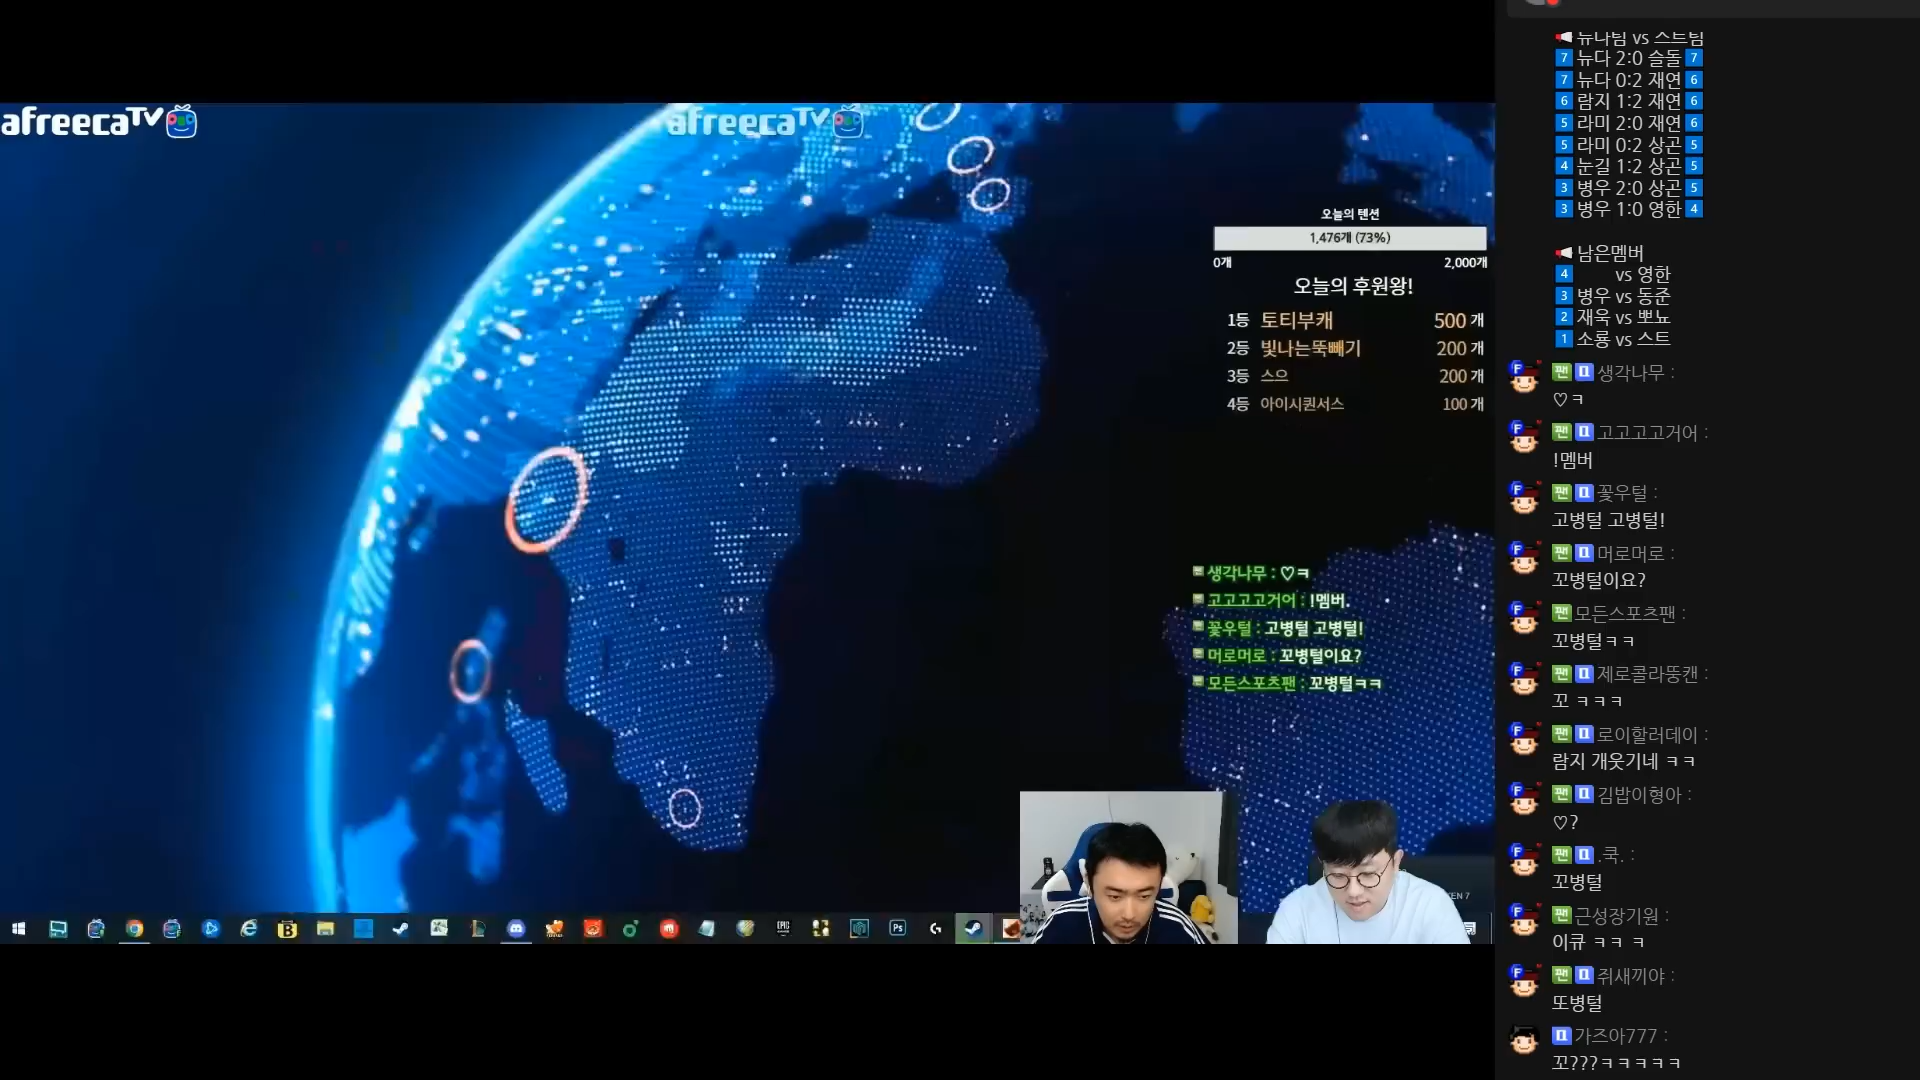 afreecaTV
afreecaTV
오늘의 텐션
1,476개 (73%)
0개 2,000개
오늘의 후원왕!
1등 토티부캐 500 개
2등 빛나는뚝빼기 200 개
3등 스으 200 개
4등 아이시퀀서스 100 개
생각나무 : ♡ㅋ
고고고고거어 : !멤버.
꽃우털 : 고병털 고병털!
머로머로 : 꼬병털이요?
모든스포츠팬 : 꼬병털ㅋㅋ
뉴다팀 vs 스트팀
7 뉴다 2:0 슬돌 7
7 뉴다 0:2 재연 6
6 람지 1:2 재연 6
5 라미 2:0 재연 6
5 라미 0:2 상곤 5
4 눈길 1:2 상곤 5
3 병우 2:0 상곤 5
3 병우 1:0 영한 4
남은멤버
4 vs 영한
3 병우 vs 동준
2 재욱 vs 뽀뇨
1 소룡 vs 스트
팬 생각나무 :
♡ㅋ
팬 고고고고거어 :
!멤버
팬 꽃우털 :
고병털 고병털!
팬 머로머로 :
꼬병털이요?
팬 모든스포츠팬 :
꼬병털ㅋㅋ
팬 제로콜라뚱캔 :
꼬 ㅋㅋㅋ
팬 로이할러데이 :
람지 개웃기네 ㅋㅋ
팬 김밥이형아 :
♡?
팬 .쿡. :
꼬병털
팬 근성장기원 :
이큐 ㅋㅋ ㅋ
팬 쥐새끼야 :
또병털
가즈아777 :
꼬???ㅋㅋㅋㅋㅋ